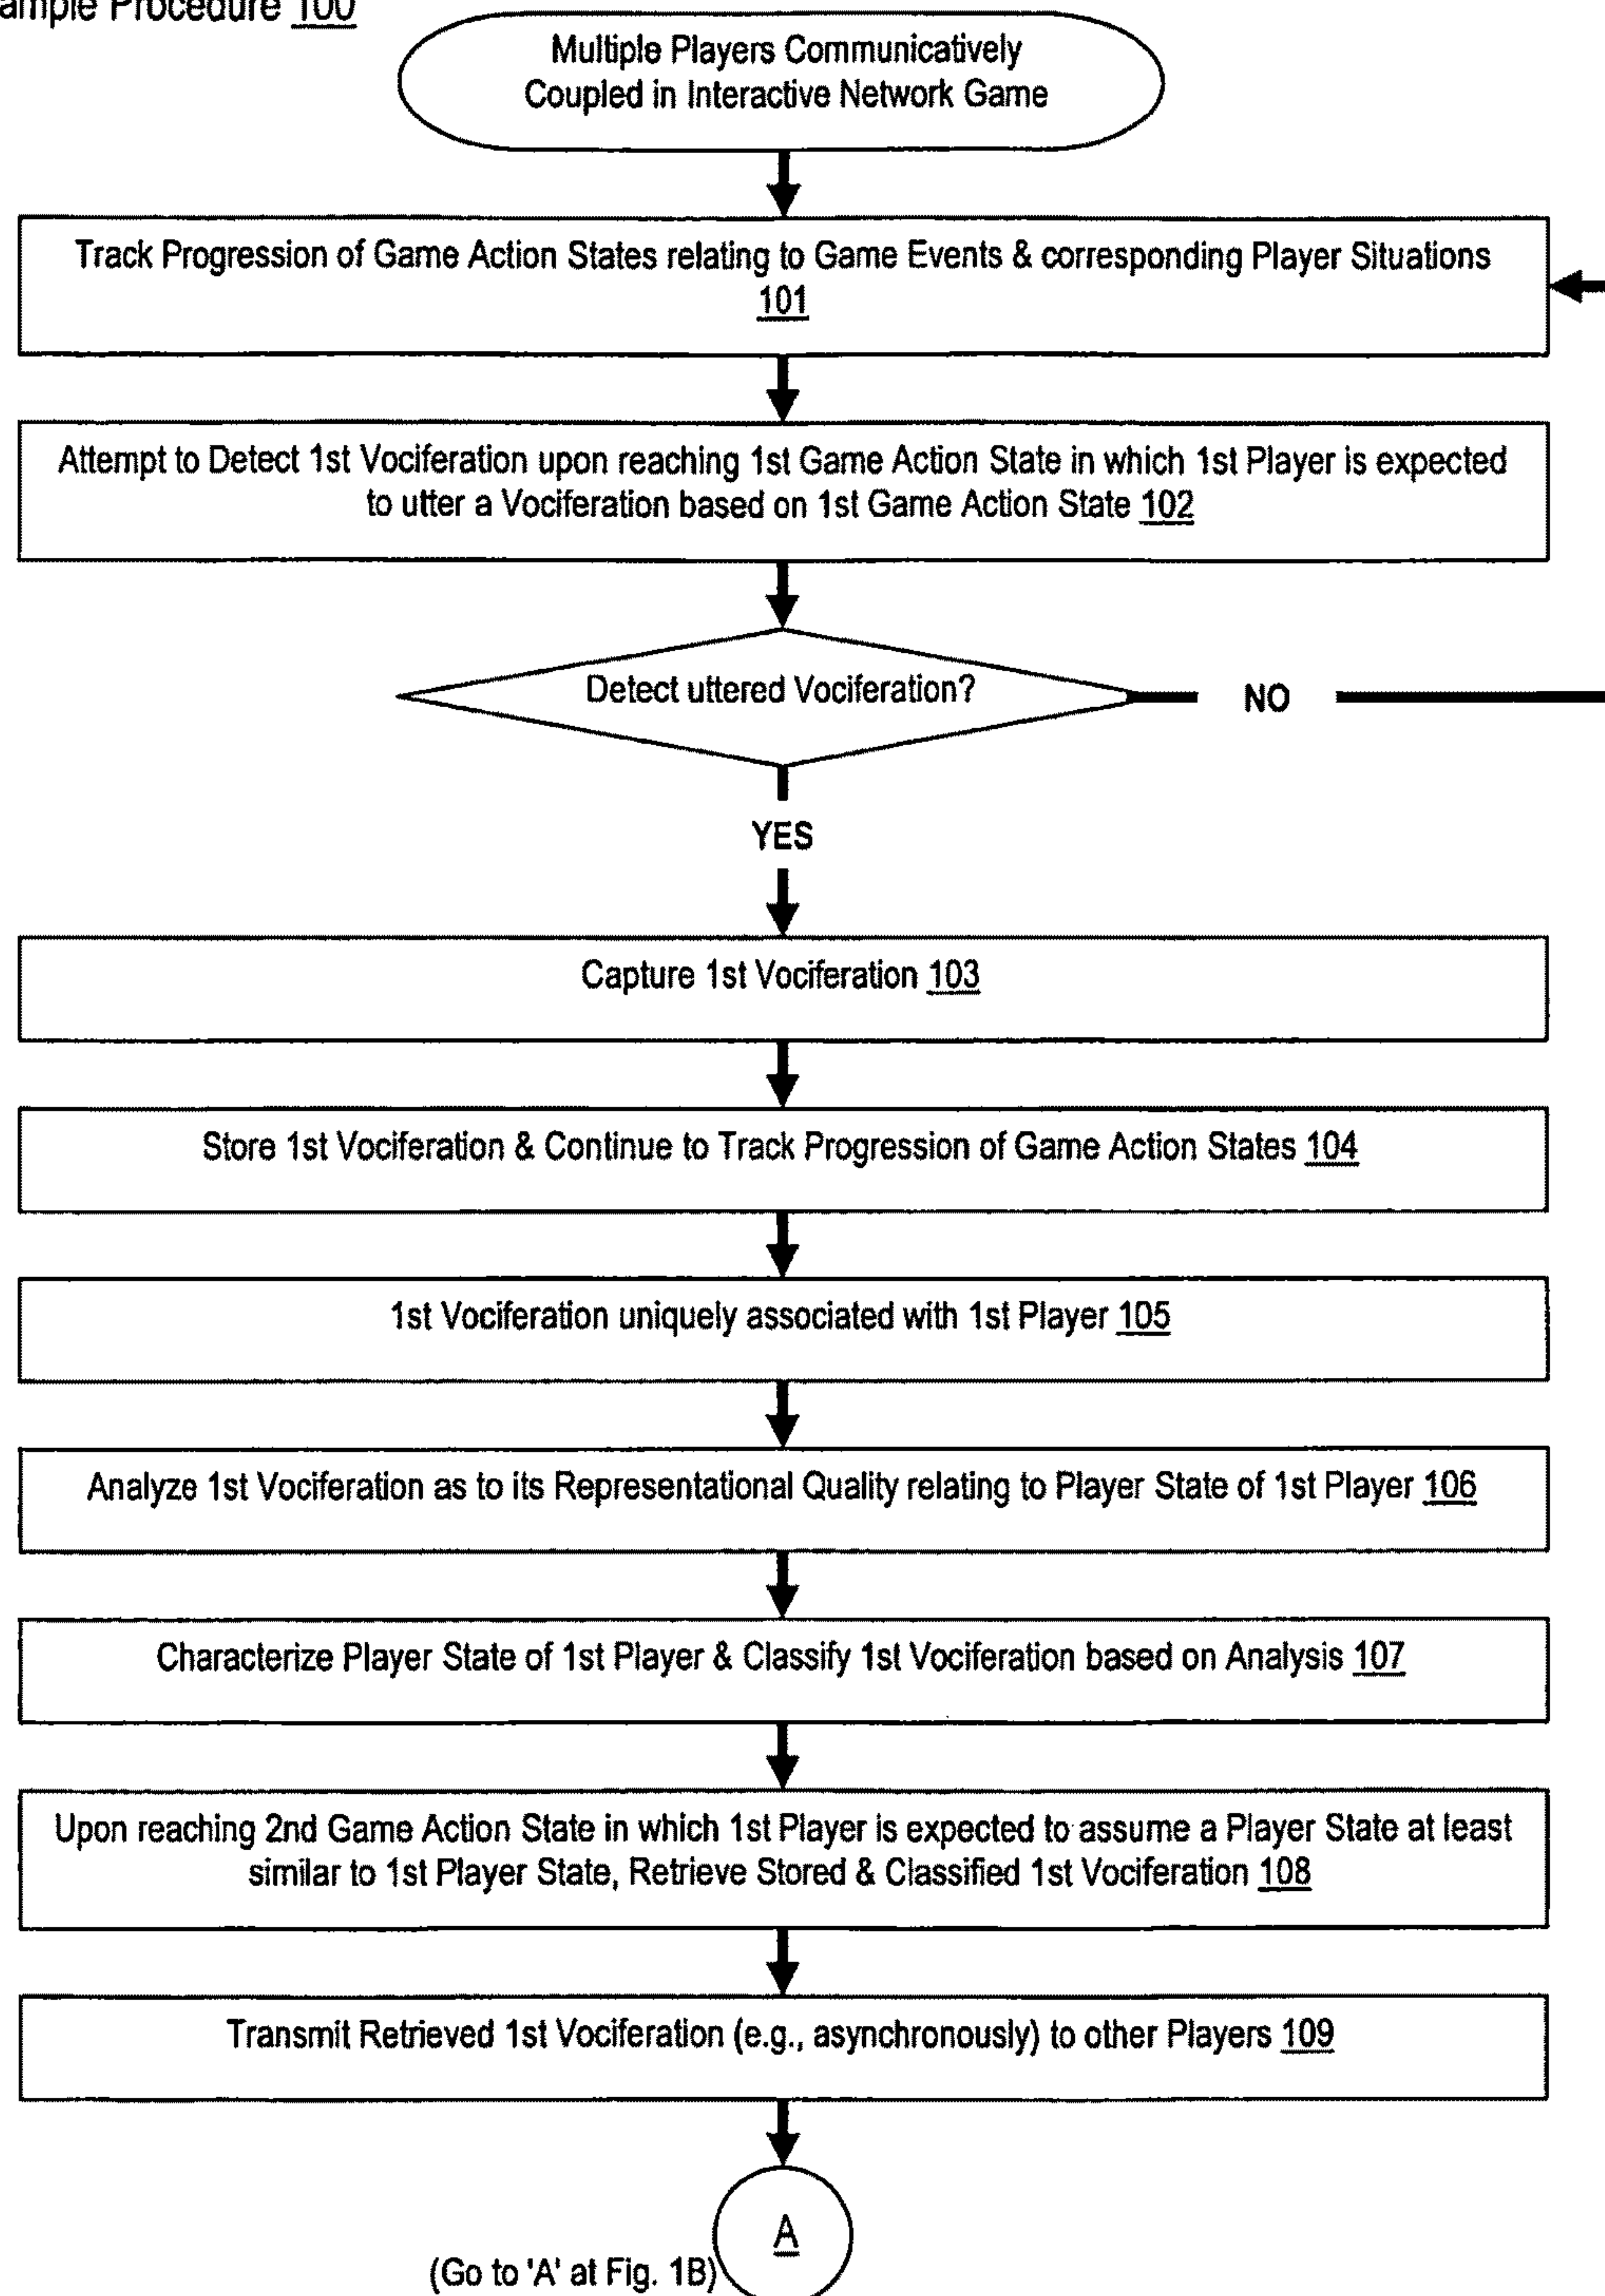 ample Procedure 100
Multiple Players Communicatively
Coupled in Interactive Network Game
Track Progression of Game Action States relating to Game Events & corresponding Player Situations
101
Attempt to Detect 1st Vociferation upon reaching 1st Game Action State in which 1st Player is expected
to utter a Vociferation based on 1st Game Action State 102
Detect uttered Vociferation?
NO
YES
Capture 1st Vociferation 103
Store 1st Vociferation & Continue to Track Progression of Game Action States 104
1st Vociferation uniquely associated with 1st Player 105
Analyze 1st Vociferation as to its Representational Quality relating to Player State of 1st Player 106
Characterize Player State of 1st Player & Classify 1st Vociferation based on Analysis 107
Upon reaching 2nd Game Action State in which 1st Player is expected to assume a Player State at least
similar to 1st Player State, Retrieve Stored & Classified 1st Vociferation 108
Transmit Retrieved 1st Vociferation (e.g., asynchronously) to other Players 109
A
(Go to 'A' at Fig. 1B)